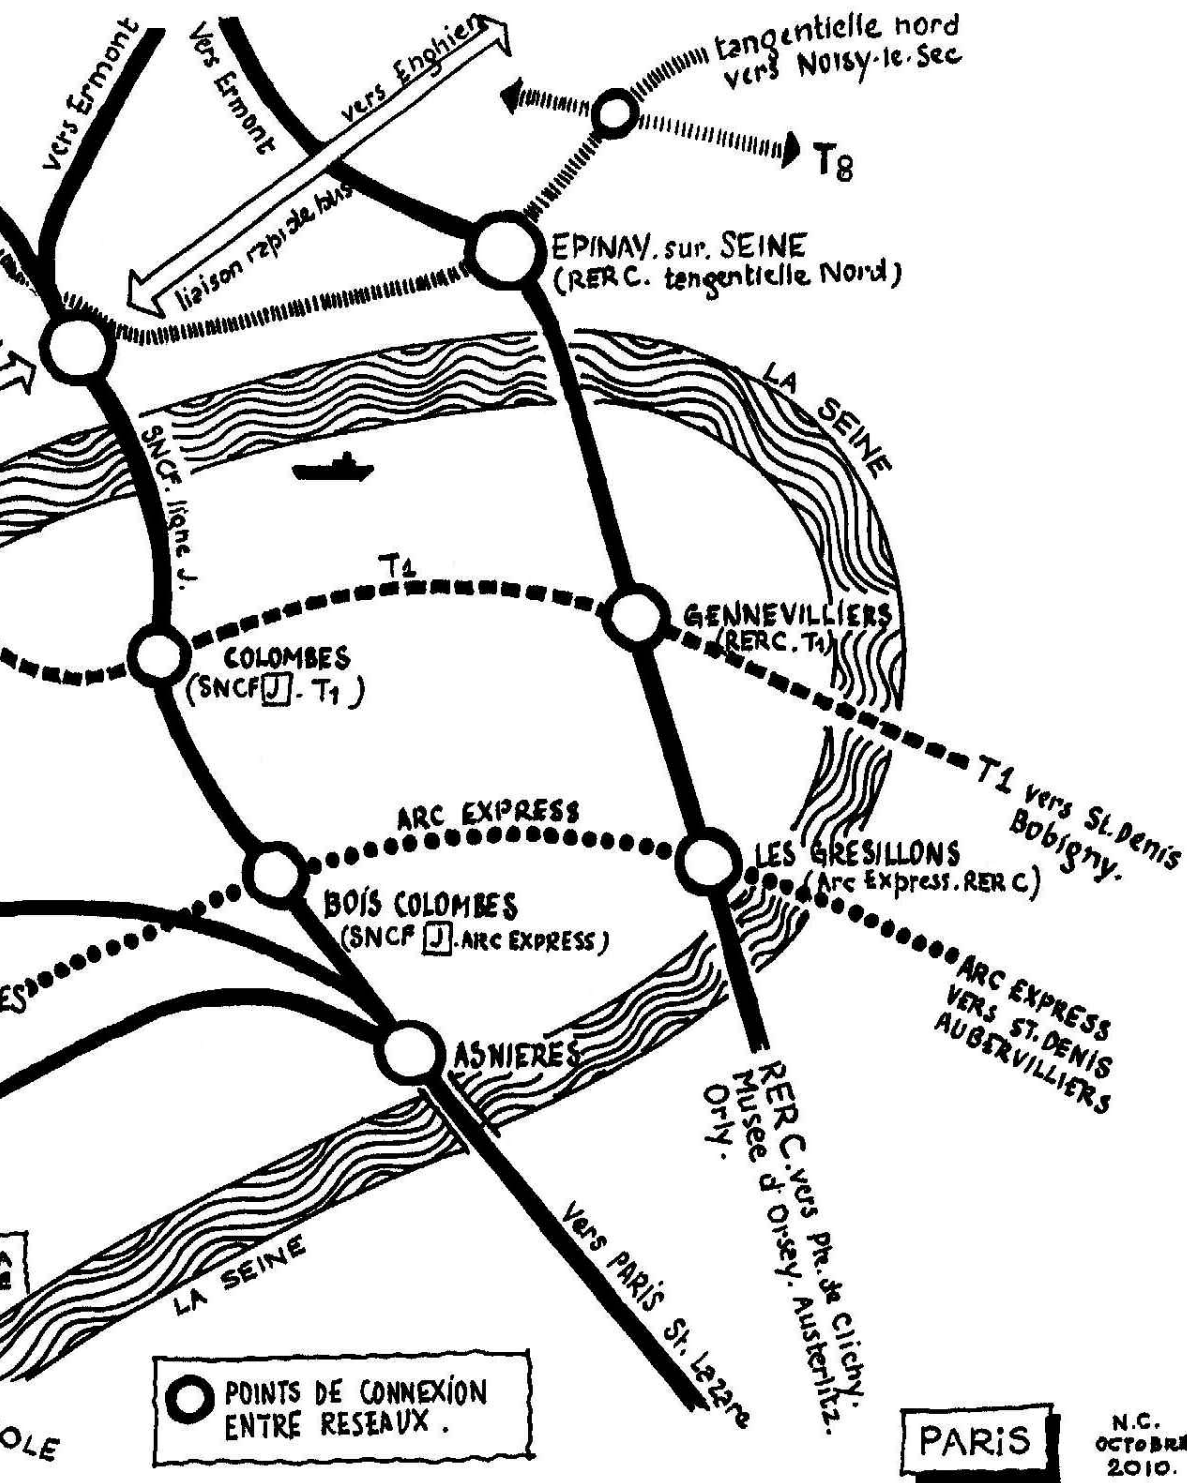 vers Ermont
vers Ermont
vers Enghien
liaison rapide bus
tangentielle nord
vers Noisy-le-Sec
T8
EPINAY. sur. SEINE
(RER C. tangentielle Nord)
LA SEINE
SNCF. ligne J.
T1
GENNEVILLIERS
(RER C. T1)
COLOMBES
(SNCF J - T1)
T1 vers St. Denis
Bobigny.
ARC EXPRESS
LES GRESILLONS
(Arc Express. RER C)
BOIS COLOMBES
(SNCF J. ARC EXPRESS)
ARC EXPRESS
VERS ST. DENIS
AUBERVILLIERS
ASNIERES
RER C. vers Pte. de Clichy.
Musee d'Orsey. Austerlitz.
Orly.
vers PARIS St. Lazare
LA SEINE
POINTS DE CONNEXION
ENTRE RESEAUX.
PARIS
N.C.
OCTOBRE
2010.